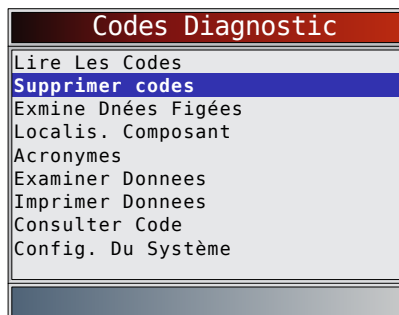 Codes Diagnostic
Lire Les Codes
Supprimer codes
Exmine Dnées Figées
Localis. Composant
Acronymes
Examiner Donnees
Imprimer Donnees
Consulter Code
Config. Du Système